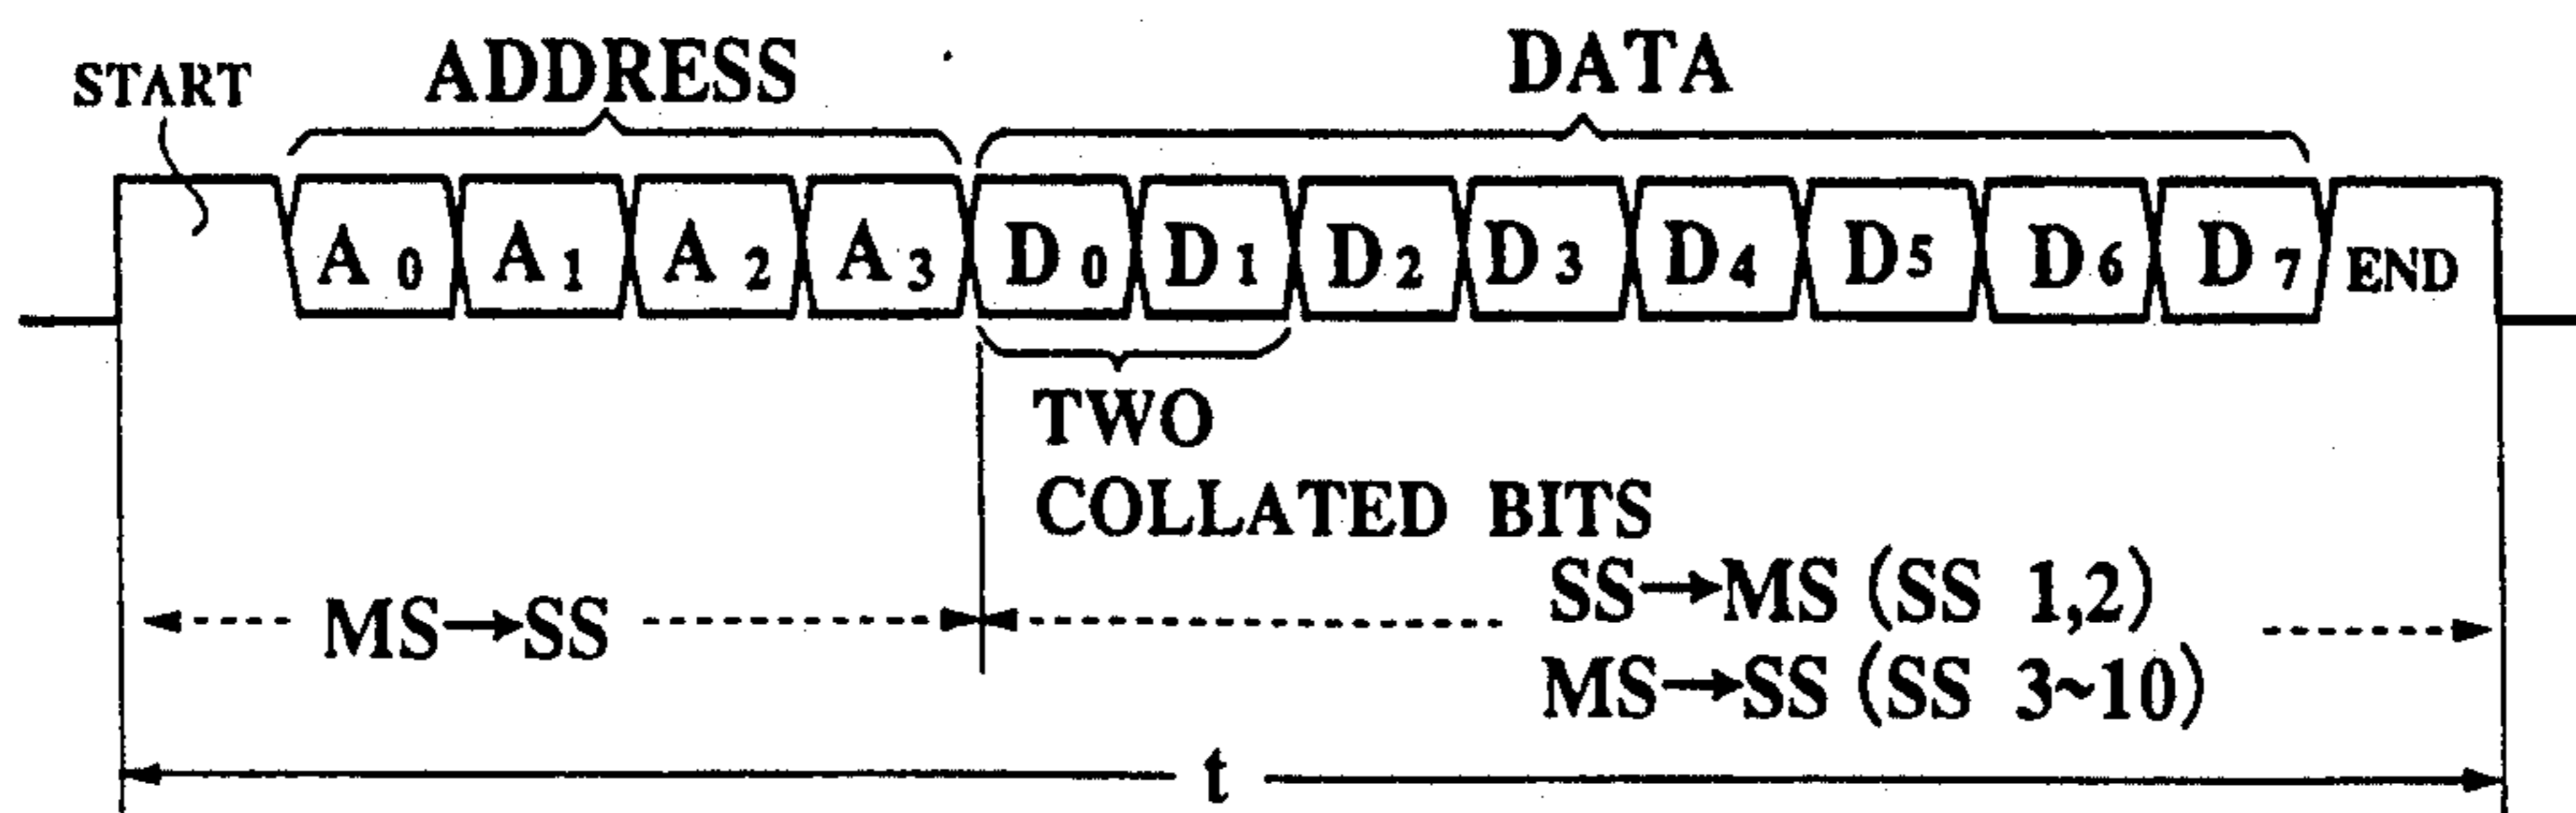 START ADDRESS DATA
A0 A1 A2 A3 D0 D1 D2 D3 D4 D5 D6 D7 END
TWO
COLLATED BITS
MS→SS
SS→MS (SS 1,2)
MS→SS (SS 3~10)
t